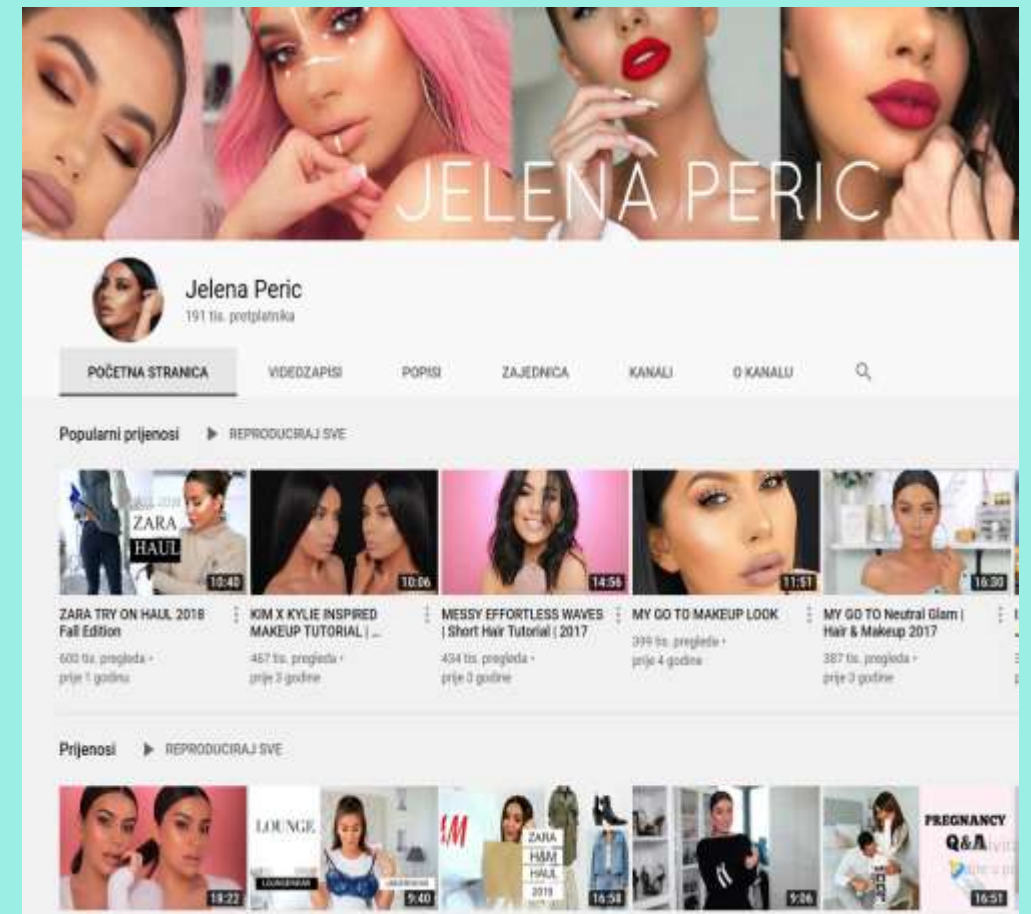 JELENA PERIC
Jelena Peric
191 tis. pretplatnika
POČETNA STRANICA VIDEOZAPISI POPISI ZAJEDNICA KANALI O KANALU
Popularni prijenosi REPRODUCIRAJ SVE
FALL 2018
ZARA
HAUL
10:40 10:06 14:56 11:51 16:30
ZARA TRY ON HAUL 2018
Fall Edition
600 tis. pregleda •
prije 1 godinu
KIM X KYLIE INSPIRED
MAKEUP TUTORIAL | ...
467 tis. pregleda •
prije 3 godine
MESSY EFFORTLESS WAVES
| Short Hair Tutorial | 2017
434 tis. pregleda •
prije 3 godine
MY GO TO MAKEUP LOOK
399 tis. pregleda •
prije 4 godine
MY GO TO Neutral Glam |
Hair & Makeup 2017
387 tis. pregleda •
prije 3 godine
Prijenosi REPRODUCIRAJ SVE
LOUNGE
LOUNGEWEAR
ZARA
H&M
HAUL
2019
PREGNANCY
Q&A
18:22 9:40 16:58 9:06 16:51